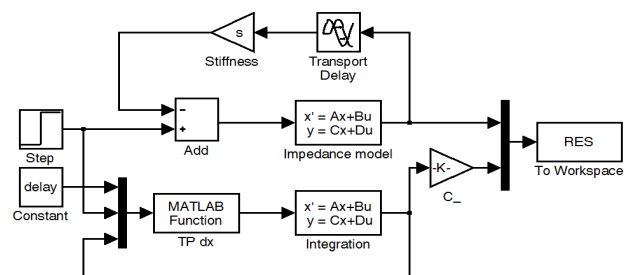 s
Stiffness
Transport
Delay
−
+
Add
x' = Ax+Bu
y = Cx+Du
Impedance model
Step
delay
Constant
MATLAB
Function
TP dx
x' = Ax+Bu
y = Cx+Du
Integration
-K-
C_
RES
To Workspace